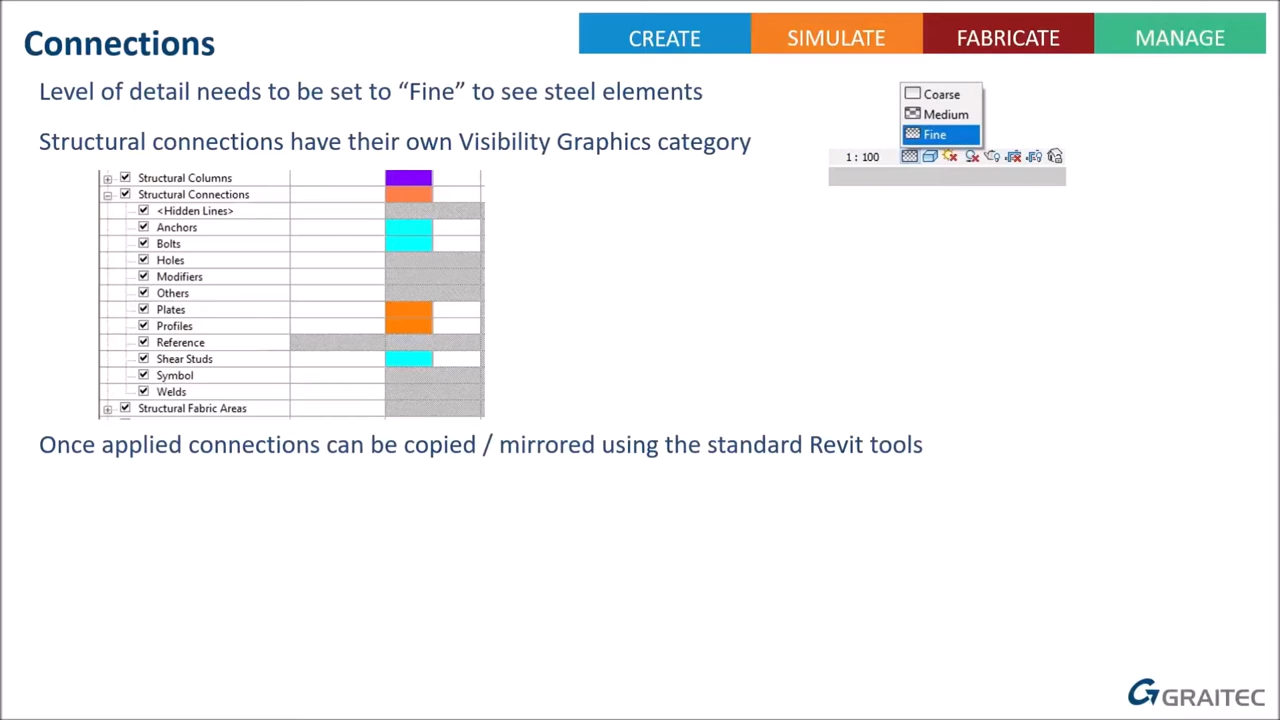 Connections
CREATE
SIMULATE
FABRICATE
MANAGE
Level of detail needs to be set to “Fine” to see steel elements
Coarse
Medium
Fine
1 : 100
Structural connections have their own Visibility Graphics category
Structural Columns
Structural Connections
<Hidden Lines>
Anchors
Bolts
Holes
Modifiers
Others
Plates
Profiles
Reference
Shear Studs
Symbol
Welds
Structural Fabric Areas
Once applied connections can be copied / mirrored using the standard Revit tools
GRAITEC